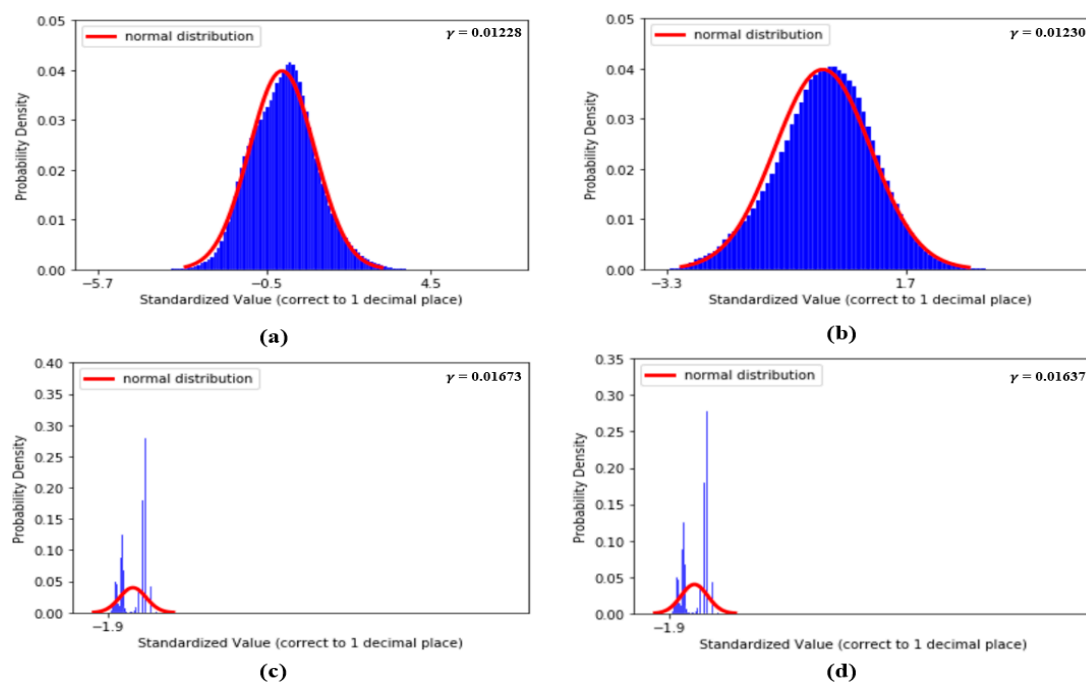 0.05
normal distribution
γ = 0.01228
0.04
0.03
0.02
0.01
0.00
Probability Density
−5.7
−0.5
4.5
Standardized Value (correct to 1 decimal place)
(a)
0.05
normal distribution
γ = 0.01230
0.04
0.03
0.02
0.01
0.00
Probability Density
−3.3
1.7
Standardized Value (correct to 1 decimal place)
(b)
0.40
normal distribution
γ = 0.01673
0.35
0.30
0.25
0.20
0.15
0.10
0.05
0.00
Probability Density
−1.9
Standardized Value (correct to 1 decimal place)
(c)
0.35
normal distribution
γ = 0.01637
0.30
0.25
0.20
0.15
0.10
0.05
0.00
Probability Density
−1.9
Standardized Value (correct to 1 decimal place)
(d)